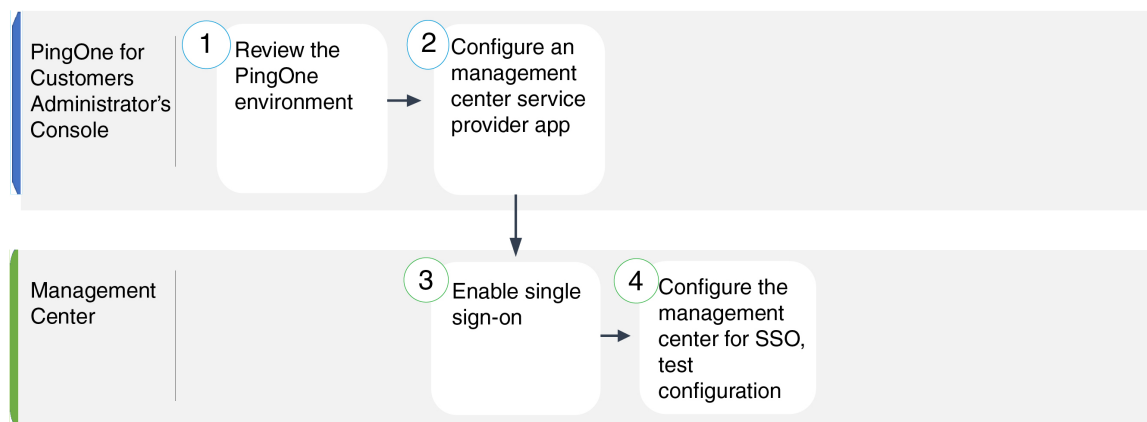 PingOne for
Customers
Administrator's
Console
1
Review the
PingOne
environment
2
Configure an
management
center service
provider app
Management
Center
3
Enable single
sign-on
4
Configure the
management
center for SSO,
test
configuration